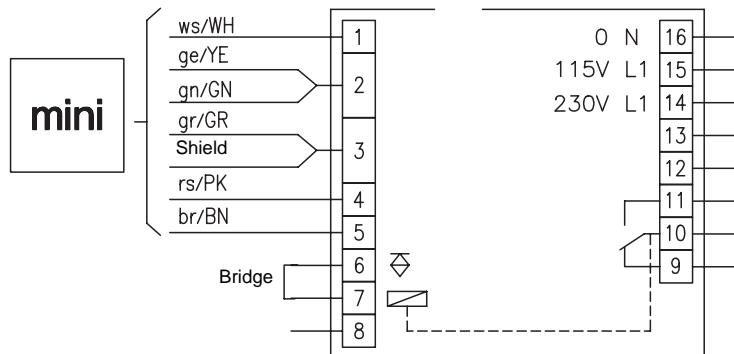 ws/WH
ge/YE
gn/GN
gr/GR
Shield
rs/PK
br/BN
mini
Bridge
1
2
3
4
5
6
7
8
0 N 16
115V L1 15
230V L1 14
13
12
11
10
9